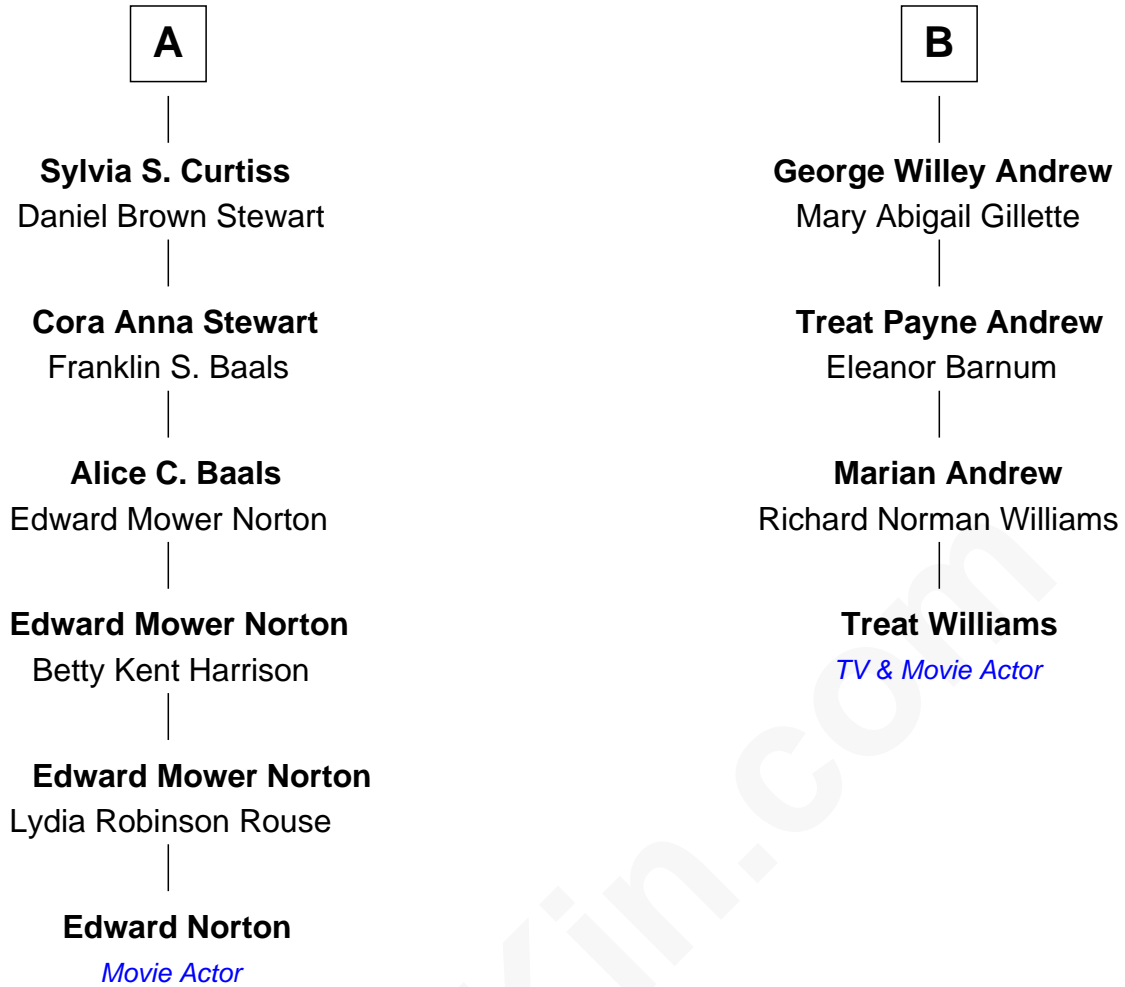 A
Sylvia S. Curtiss
Daniel Brown Stewart
Cora Anna Stewart
Franklin S. Baals
Alice C. Baals
Edward Mower Norton
Edward Mower Norton
Betty Kent Harrison
Edward Mower Norton
Lydia Robinson Rouse
Edward Norton
Movie Actor
B
George Willey Andrew
Mary Abigail Gillette
Treat Payne Andrew
Eleanor Barnum
Marian Andrew
Richard Norman Williams
Treat Williams
TV & Movie Actor
Kin.com